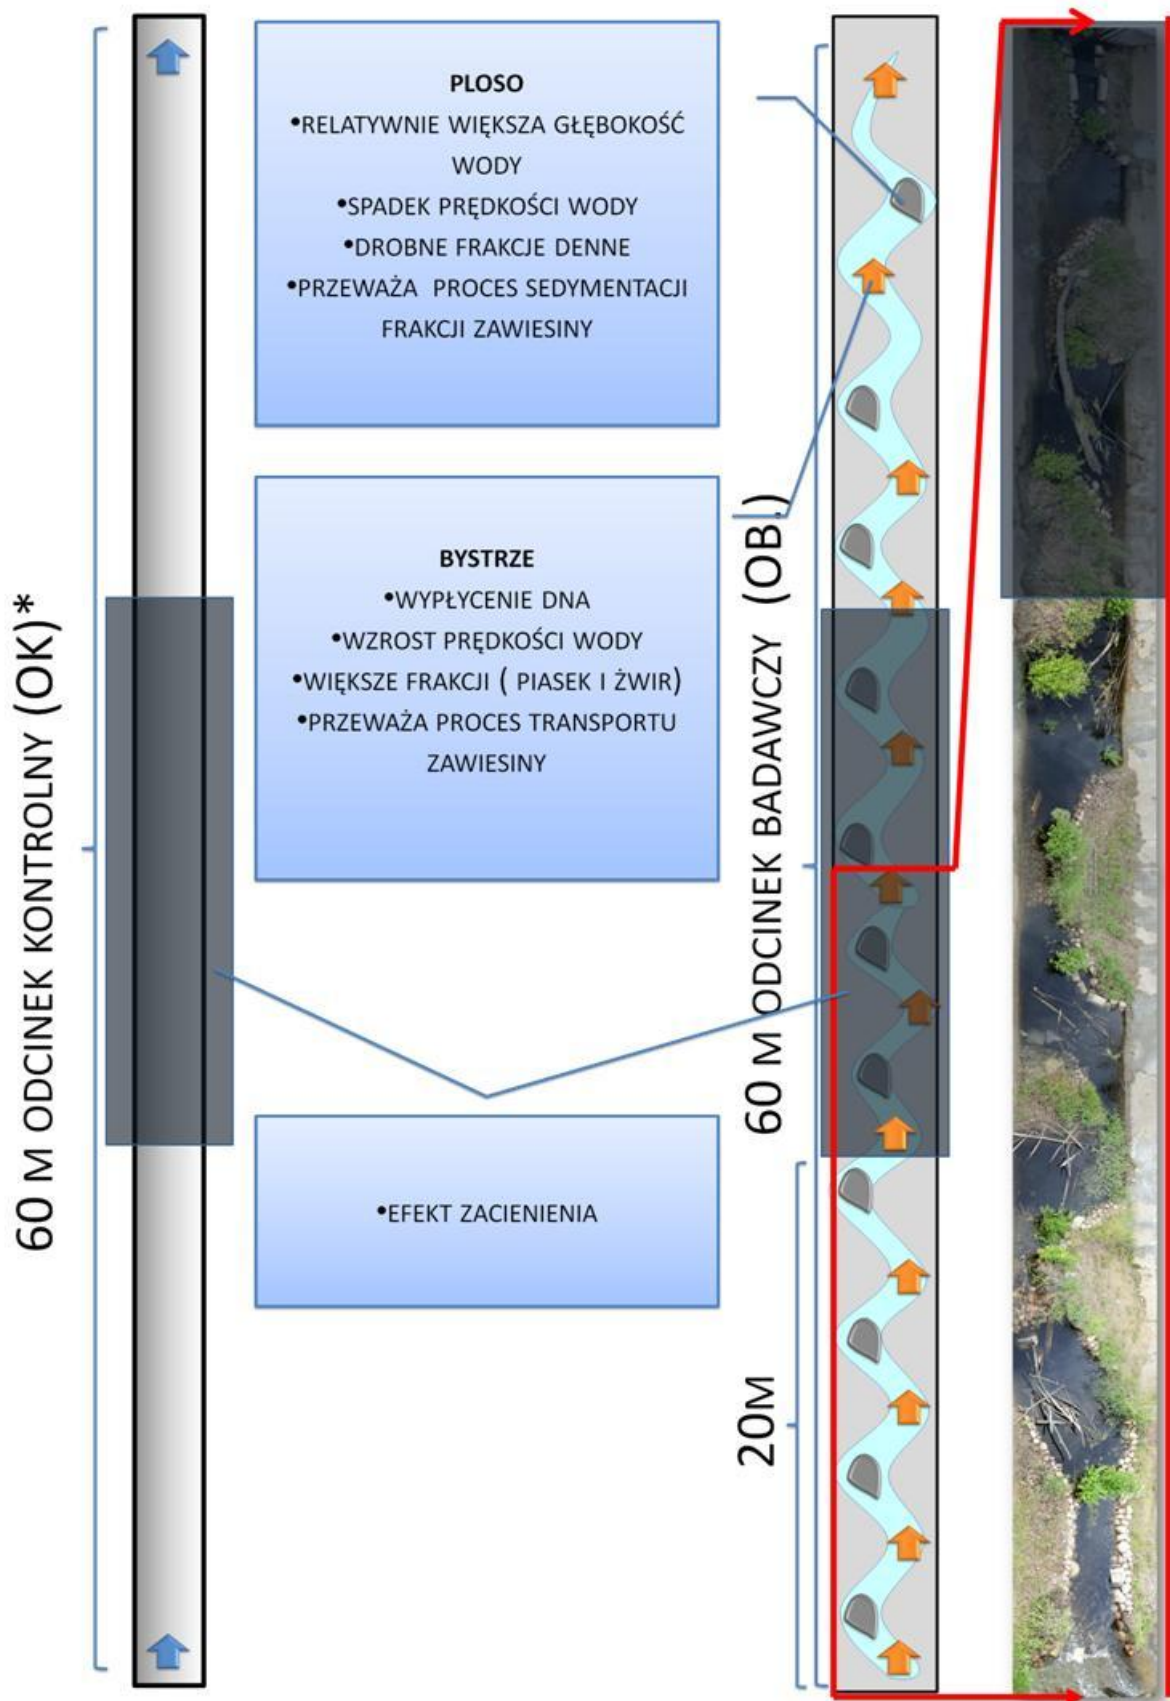 60 M ODCINEK KONTROLNY (OK)*
PLOSO
•RELATYWNIE WIĘKSZA GŁĘBOKOŚĆ
WODY
•SPADEK PRĘDKOŚCI WODY
•DROBNE FRAKCJE DENNE
•PRZEWAŻA PROCES SEDYMENTACJI
FRAKCJI ZAWIESINY
BYSTRZE
•WYPŁYCENIE DNA
•WZROST PRĘDKOŚCI WODY
•WIĘKSZE FRAKCJI ( PIASEK I ŻWIR)
•PRZEWAŻA PROCES TRANSPORTU
ZAWIESINY
•EFEKT ZACIENIENIA
60 M ODCINEK BADAWCZY (OB.)
20M